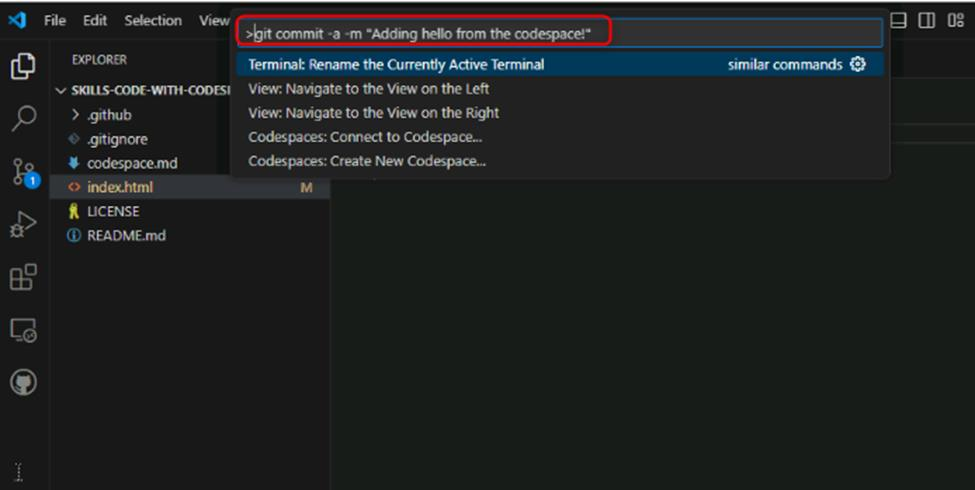 File Edit Selection View
>git commit -a -m "Adding hello from the codespace!"
EXPLORER
Terminal: Rename the Currently Active Terminal similar commands
View: Navigate to the View on the Left
View: Navigate to the View on the Right
Codespaces: Connect to Codespace...
Codespaces: Create New Codespace...
SKILLS-CODE-WITH-CODES
.github
.gitignore
codespace.md
1
index.html M
LICENSE
README.md